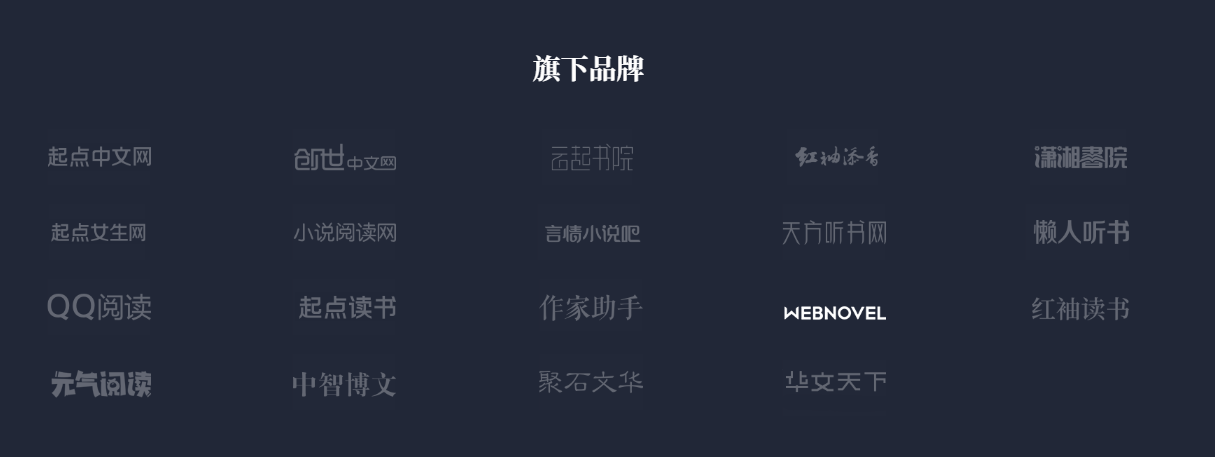 旗下品牌
起点中文网 创世中文网 云起书院 红袖添香 潇湘書院
起点女生网 小说阅读网 言情小说吧 天方听书网 懒人听书
QQ阅读 起点读书 作家助手 WEBNOVEL 红袖读书
元气阅读 中智博文 聚石文华 华文天下